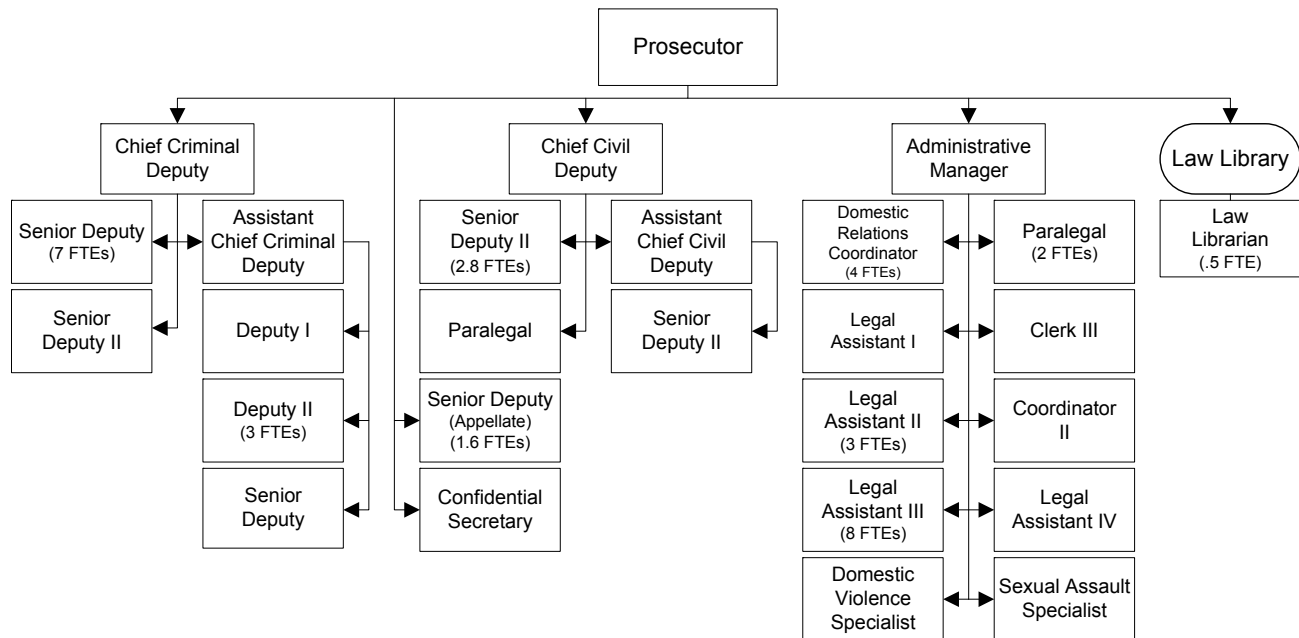 Prosecutor
Chief Criminal
Deputy
Chief Civil
Deputy
Administrative
Manager
Law Library
Senior Deputy
(7 FTEs)
Assistant
Chief Criminal
Deputy
Senior
Deputy II
(2.8 FTEs)
Assistant
Chief Civil
Deputy
Domestic
Relations
Coordinator
(4 FTEs)
Paralegal
(2 FTEs)
Law
Librarian
(.5 FTE)
Senior
Deputy II
Deputy I
Paralegal
Senior
Deputy II
Legal
Assistant I
Clerk III
Deputy II
(3 FTEs)
Senior Deputy
(Appellate)
(1.6 FTEs)
Legal
Assistant II
(3 FTEs)
Coordinator
II
Senior
Deputy
Confidential
Secretary
Legal
Assistant III
(8 FTEs)
Legal
Assistant IV
Domestic
Violence
Specialist
Sexual Assault
Specialist